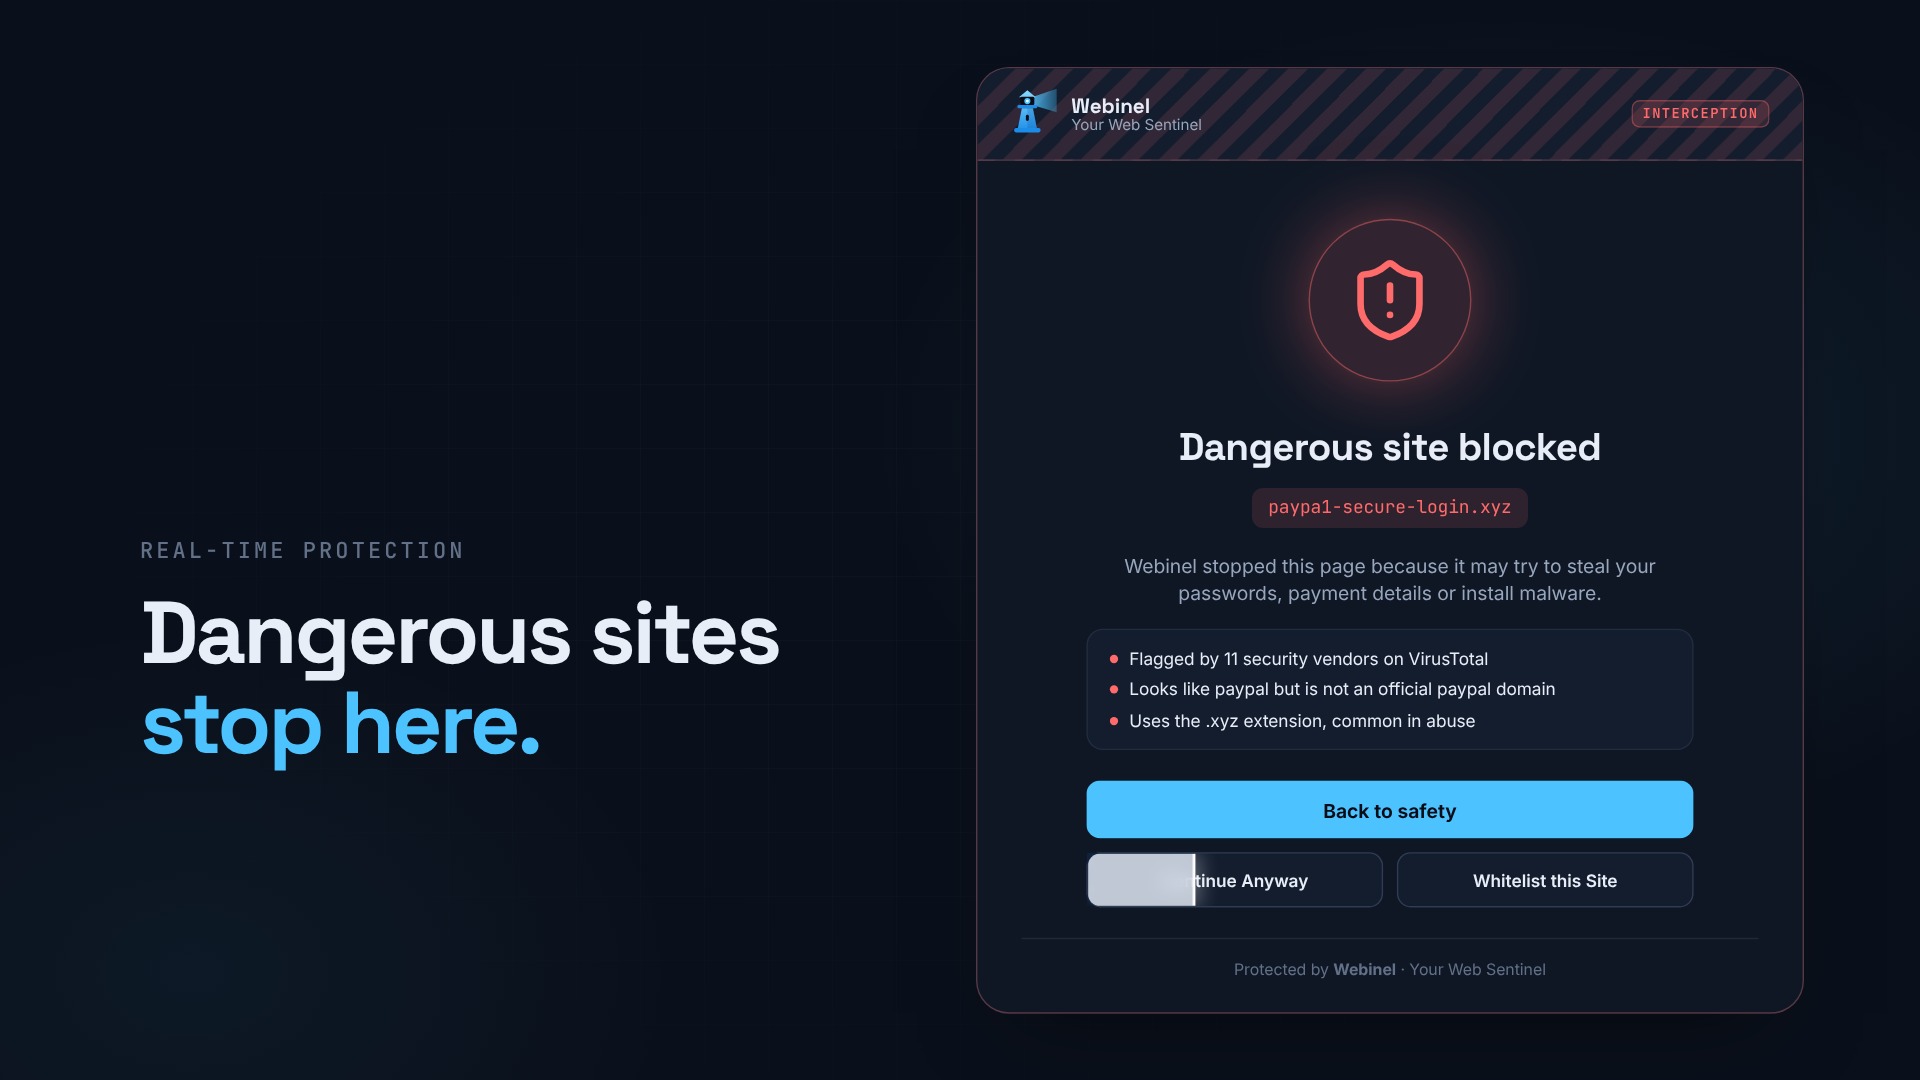 REAL-TIME PROTECTION
Dangerous sites
stop here.
Webinel
Your Web Sentinel
INTERCEPTION
Dangerous site blocked
paypa1-secure-login.xyz
Webinel stopped this page because it may try to steal your
passwords, payment details or install malware.
Flagged by 11 security vendors on VirusTotal
Looks like paypal but is not an official paypal domain
Uses the .xyz extension, common in abuse
Back to safety
Anyway
Whitelist this Site
Protected by Webinel · Your Web Sentinel